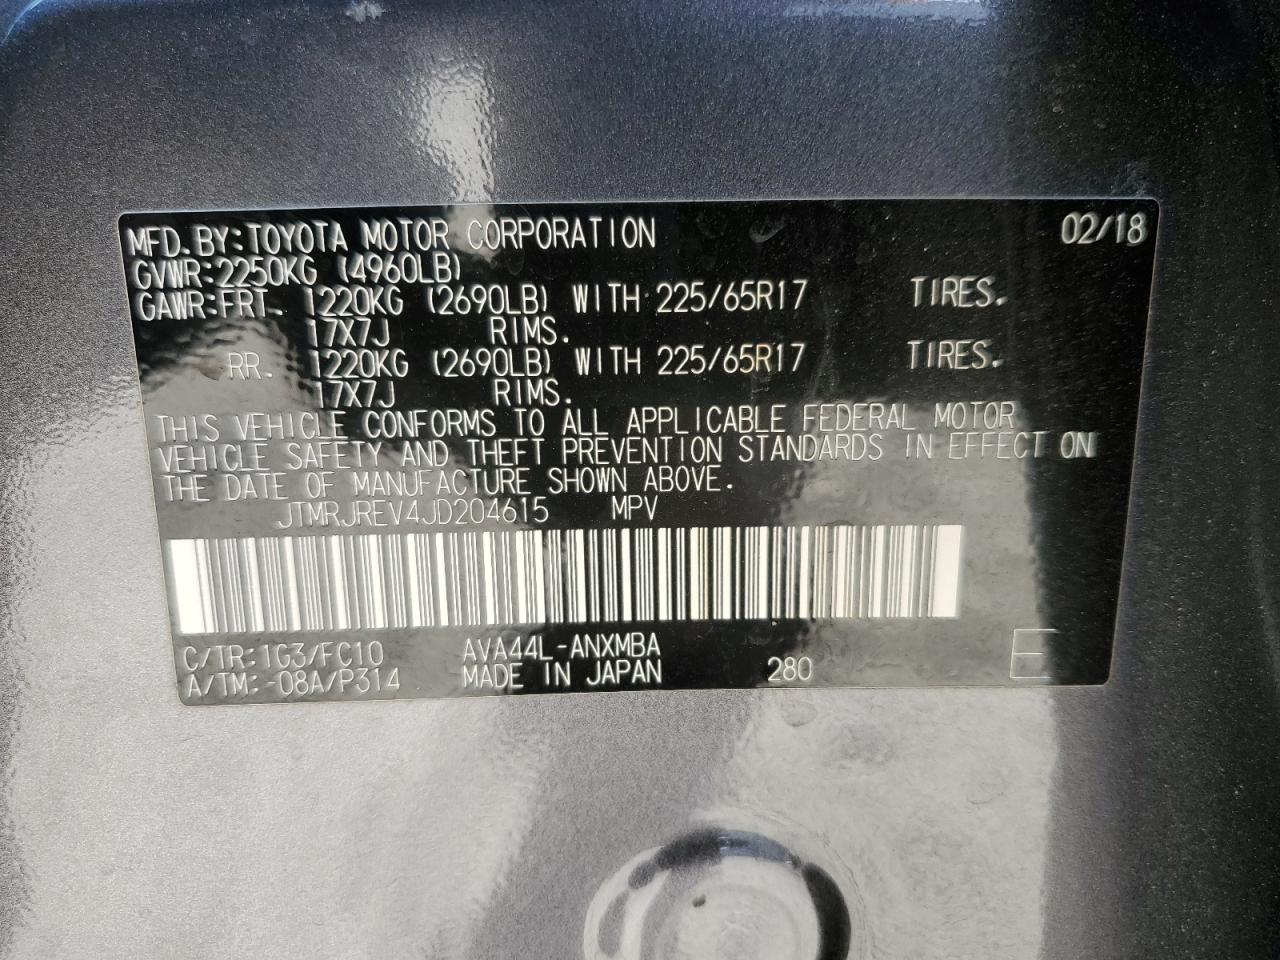 MFD.BY:TOYOTA MOTOR CORPORATION 02/18
GVWR:2250KG (4960LB)
GAWR:FRT. 1220KG (2690LB) WITH 225/65R17 TIRES.
17X7J RIMS.
RR. 1220KG (2690LB) WITH 225/65R17 TIRES.
17X7J RIMS.
THIS VEHICLE CONFORMS TO ALL APPLICABLE FEDERAL MOTOR
VEHICLE SAFETY AND THEFT PREVENTION STANDARDS IN EFFECT ON
THE DATE OF MANUFACTURE SHOWN ABOVE.
JTMRJREV4JD204615 MPV
C/TR:1G3/FC10 AVA44L-ANXMBA
A/TM:-08A/P314 MADE IN JAPAN 280